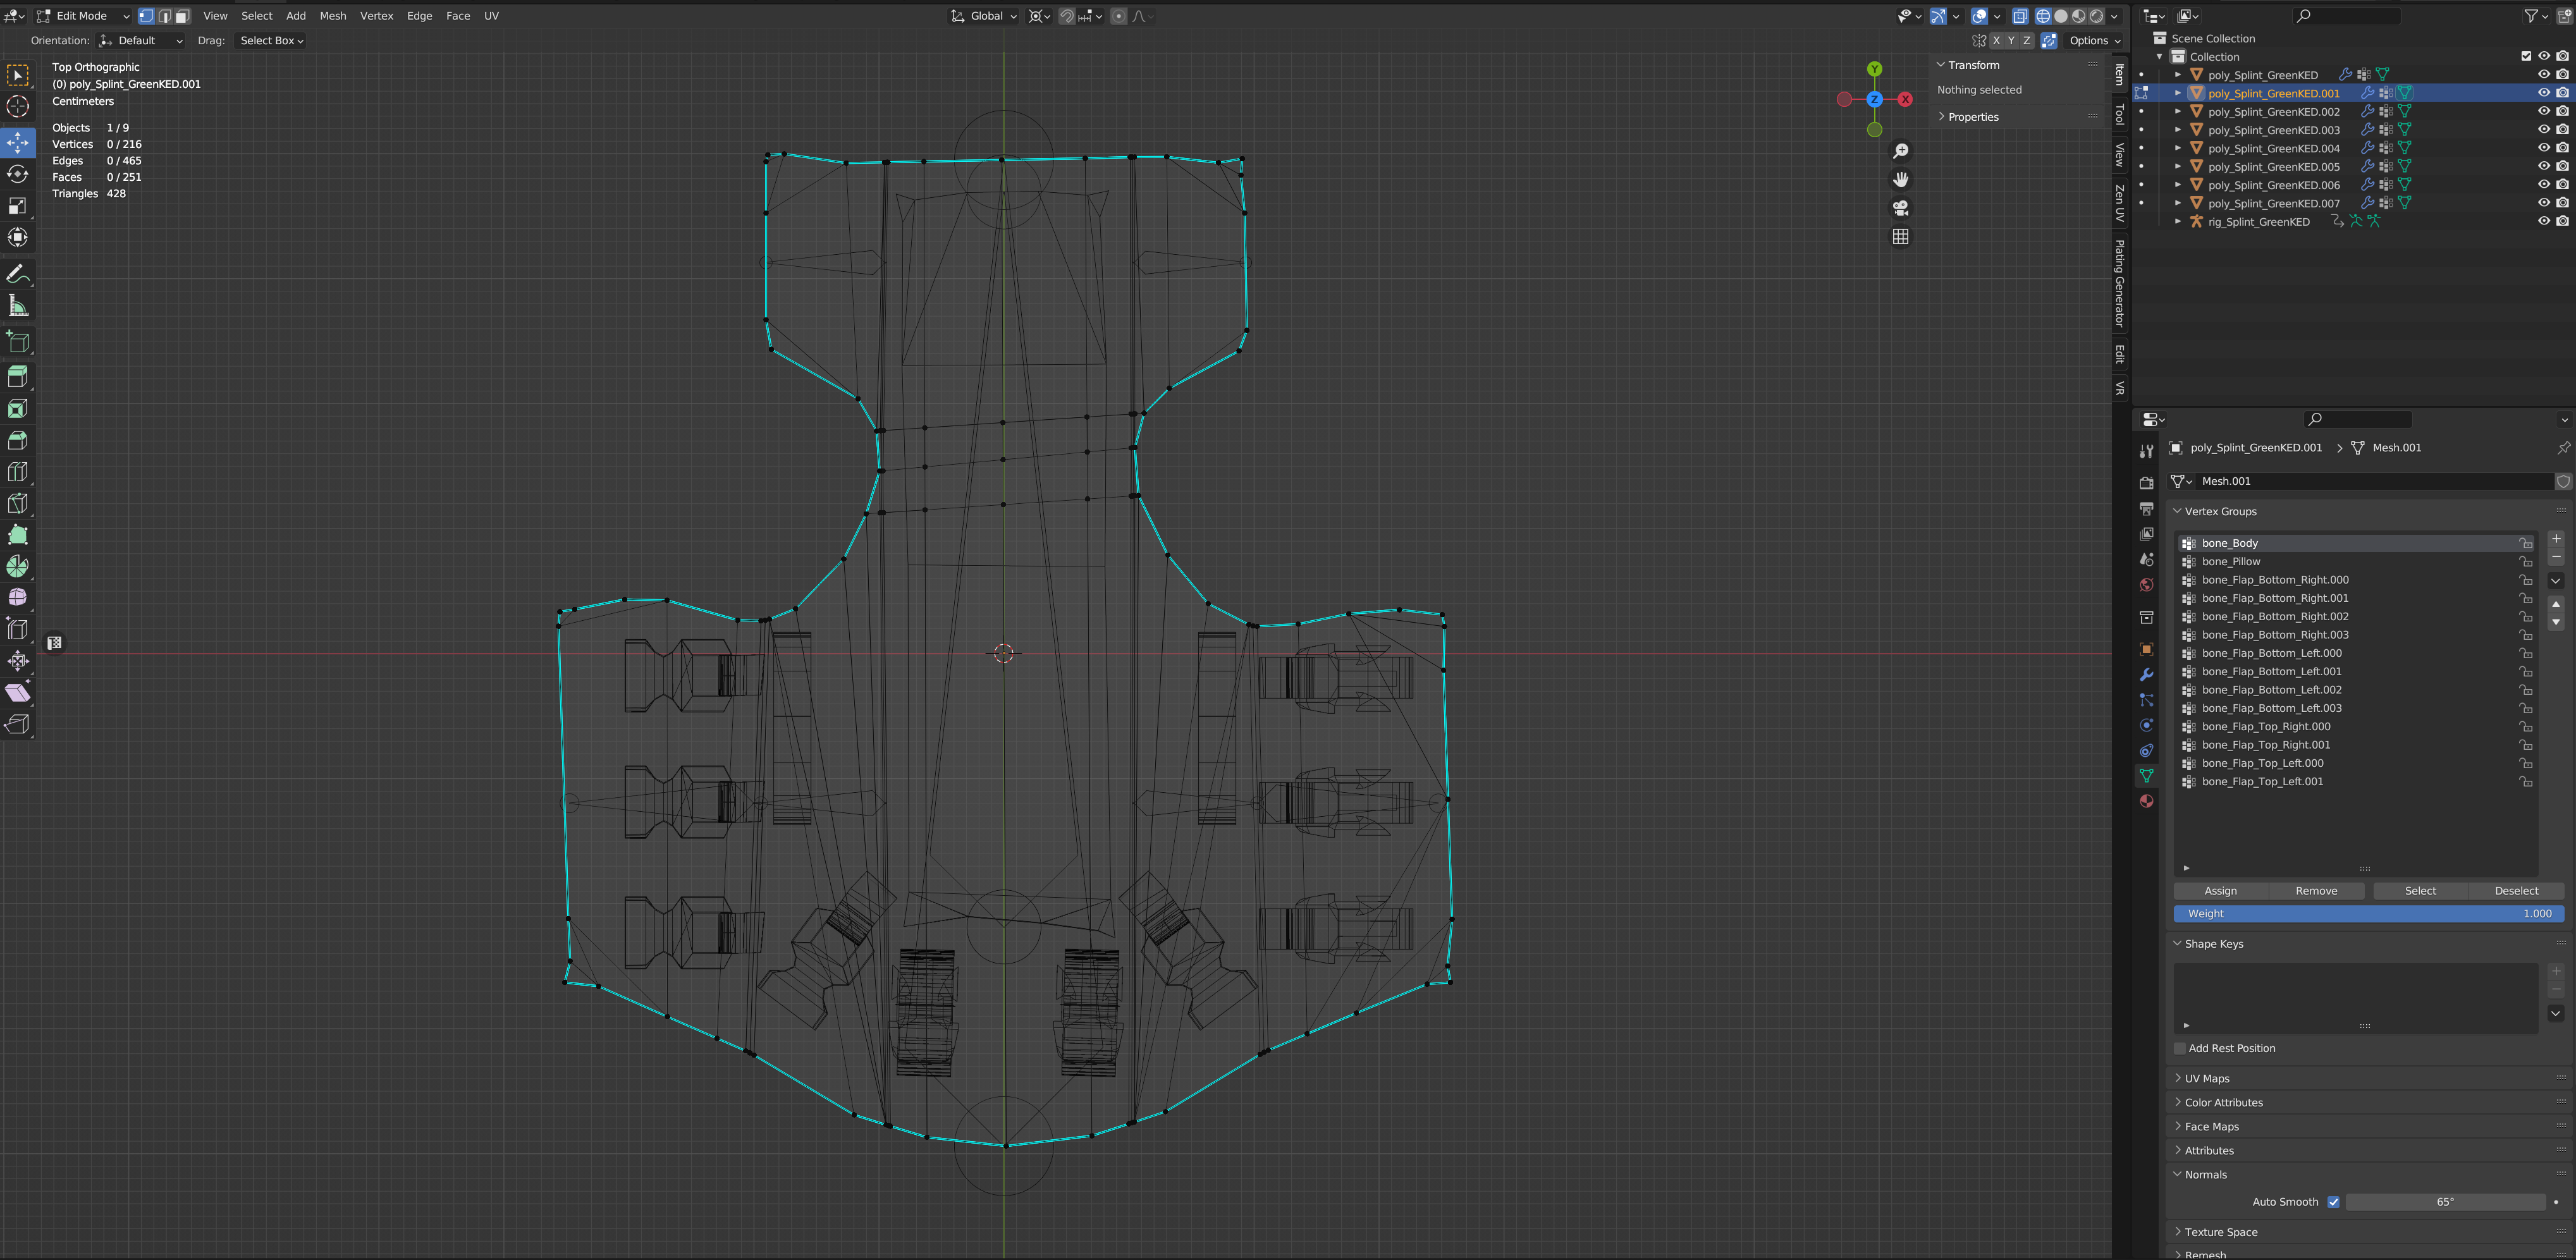 Edit Mode View Select Add Mesh Vertex Edge Face UV Global
Orientation: Default Drag: Select Box X Y Z Options
Top Orthographic
(0) poly_Splint_GreenKED.001
Centimeters
Objects 1 / 9
Vertices 0 / 216
Edges 0 / 465
Faces 0 / 251
Triangles 428
Y
X
Z
Transform
Nothing selected
Properties
Item
Tool
View
Zen UV
Plating Generator
Edit
VR
Scene Collection
Collection
poly_Splint_GreenKED
poly_Splint_GreenKED.001
poly_Splint_GreenKED.002
poly_Splint_GreenKED.003
poly_Splint_GreenKED.004
poly_Splint_GreenKED.005
poly_Splint_GreenKED.006
poly_Splint_GreenKED.007
rig_Splint_GreenKED
poly_Splint_GreenKED.001 Mesh.001
Mesh.001
Vertex Groups
bone_Body
bone_Pillow
bone_Flap_Bottom_Right.000
bone_Flap_Bottom_Right.001
bone_Flap_Bottom_Right.002
bone_Flap_Bottom_Right.003
bone_Flap_Bottom_Left.000
bone_Flap_Bottom_Left.001
bone_Flap_Bottom_Left.002
bone_Flap_Bottom_Left.003
bone_Flap_Top_Right.000
bone_Flap_Top_Right.001
bone_Flap_Top_Left.000
bone_Flap_Top_Left.001
Assign Remove Select Deselect
Weight 1.000
Shape Keys
Add Rest Position
UV Maps
Color Attributes
Face Maps
Attributes
Normals
Auto Smooth 65°
Texture Space
Remesh